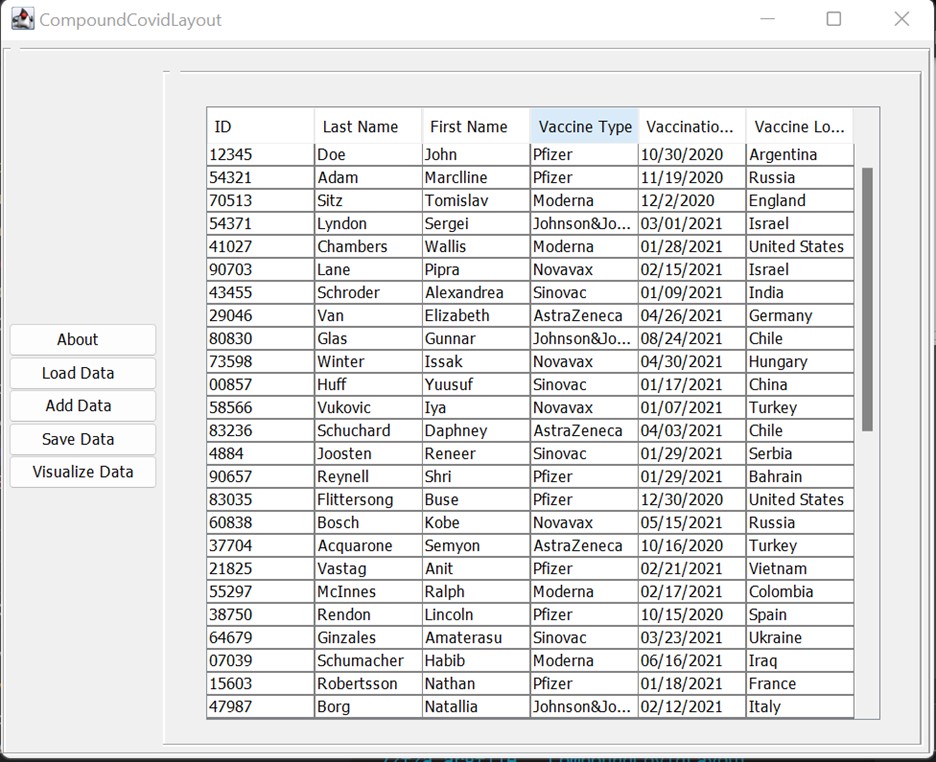 CompoundCovidLayout
ID Last Name First Name Vaccine Type Vaccinatio... Vaccine Lo...
12345 Doe John Pfizer 10/30/2020 Argentina
54321 Adam Marclline Pfizer 11/19/2020 Russia
70513 Sitz Tomislav Moderna 12/2/2020 England
54371 Lyndon Sergei Johnson&Jo... 03/01/2021 Israel
41027 Chambers Wallis Moderna 01/28/2021 United States
90703 Lane Pipra Novavax 02/15/2021 Israel
43455 Schroder Alexandrea Sinovac 01/09/2021 India
29046 Van Elizabeth AstraZeneca 04/26/2021 Germany
80830 Glas Gunnar Johnson&Jo... 08/24/2021 Chile
73598 Winter Issak Novavax 04/30/2021 Hungary
00857 Huff Yuusuf Sinovac 01/17/2021 China
58566 Vukovic Iya Novavax 01/07/2021 Turkey
83236 Schuchard Daphney AstraZeneca 04/03/2021 Chile
4884 Joosten Reneer Sinovac 01/29/2021 Serbia
90657 Reynell Shri Pfizer 01/29/2021 Bahrain
83035 Flittersong Buse Pfizer 12/30/2020 United States
60838 Bosch Kobe Novavax 05/15/2021 Russia
37704 Acquarone Semyon AstraZeneca 10/16/2020 Turkey
21825 Vastag Anit Pfizer 02/21/2021 Vietnam
55297 McInnes Ralph Moderna 02/17/2021 Colombia
38750 Rendon Lincoln Pfizer 10/15/2020 Spain
64679 Ginzales Amaterasu Sinovac 03/23/2021 Ukraine
07039 Schumacher Habib Moderna 06/16/2021 Iraq
15603 Robertsson Nathan Pfizer 01/18/2021 France
47987 Borg Natallia Johnson&Jo... 02/12/2021 Italy
About
Load Data
Add Data
Save Data
Visualize Data